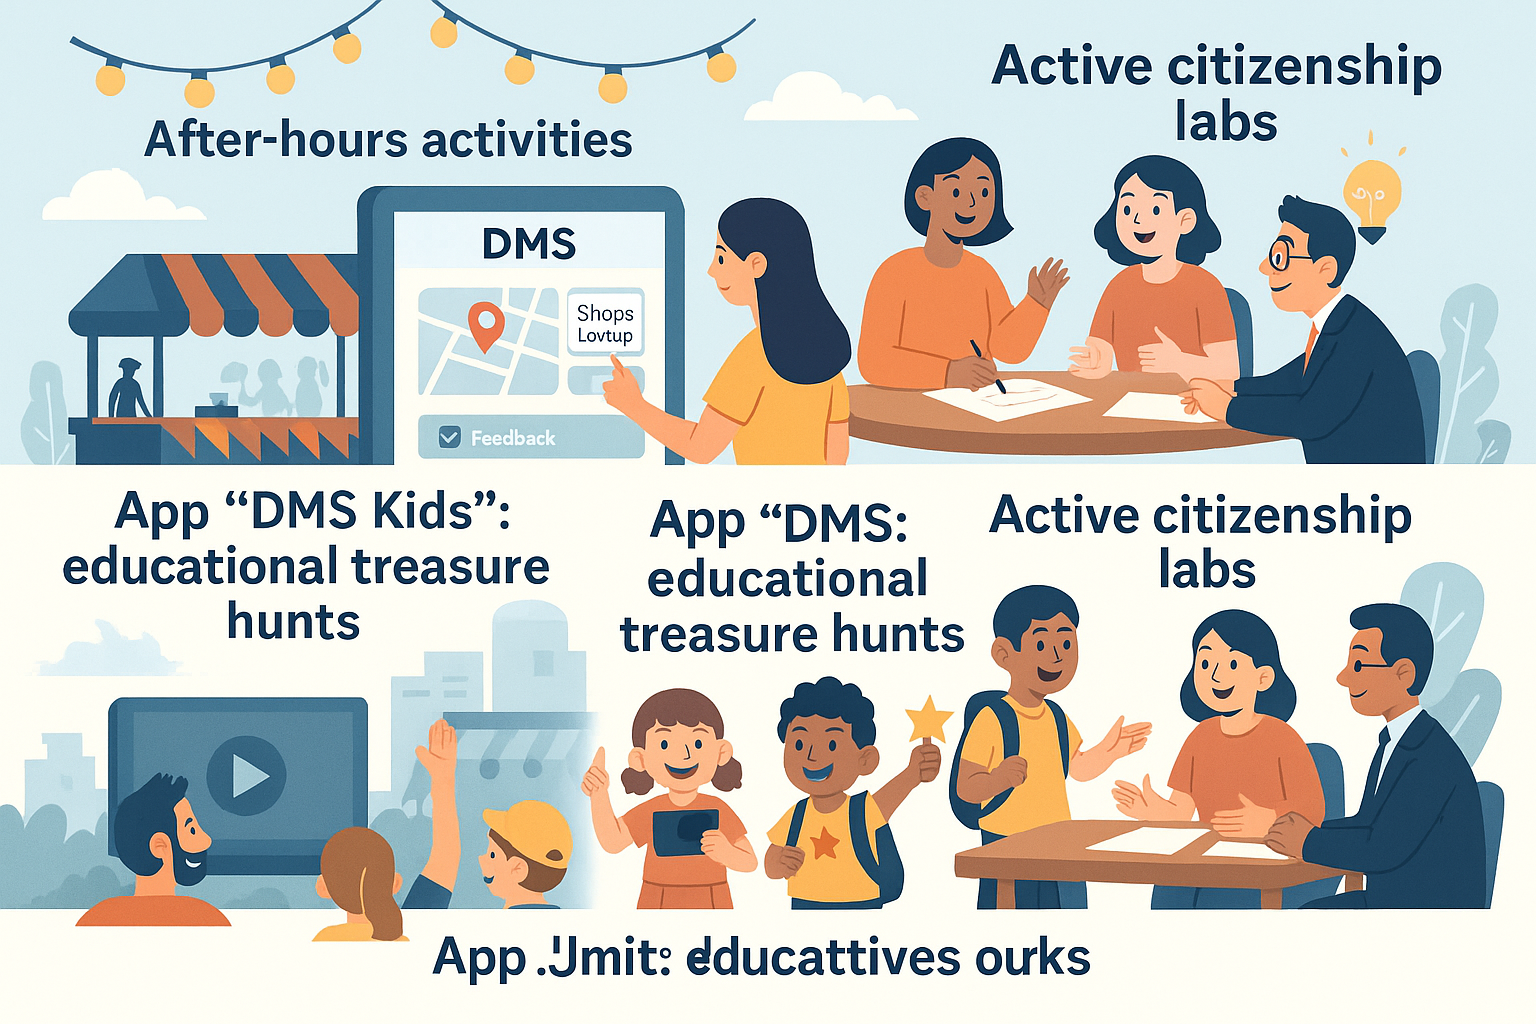 After-hours activities
Active citizenship
labs
DMS
Shops
Lovtup
Feedback
App “DMS Kids”:
educational treasure
hunts
App “DMS:
educational
treasure hunts
Active citizenship
labs
App educattives ourks